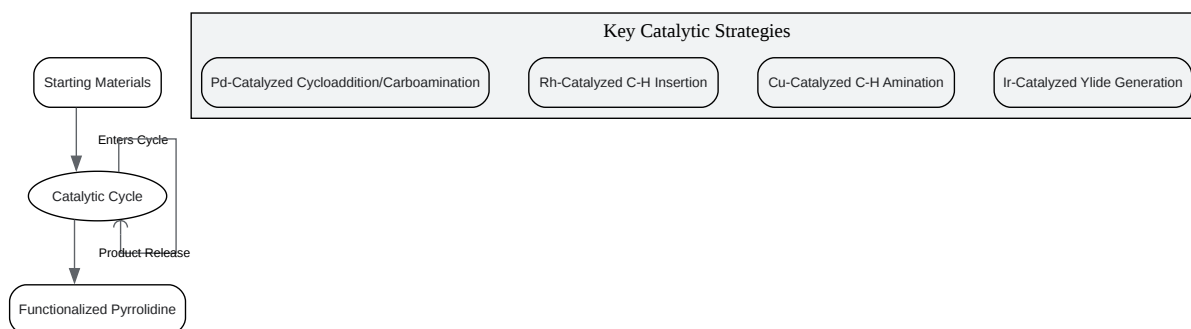 Key Catalytic Strategies
Starting Materials
Pd-Catalyzed Cycloaddition/Carboamination
Rh-Catalyzed C-H Insertion
Cu-Catalyzed C-H Amination
Ir-Catalyzed Ylide Generation
Enters Cycle
Catalytic Cycle
Product Release
Functionalized Pyrrolidine